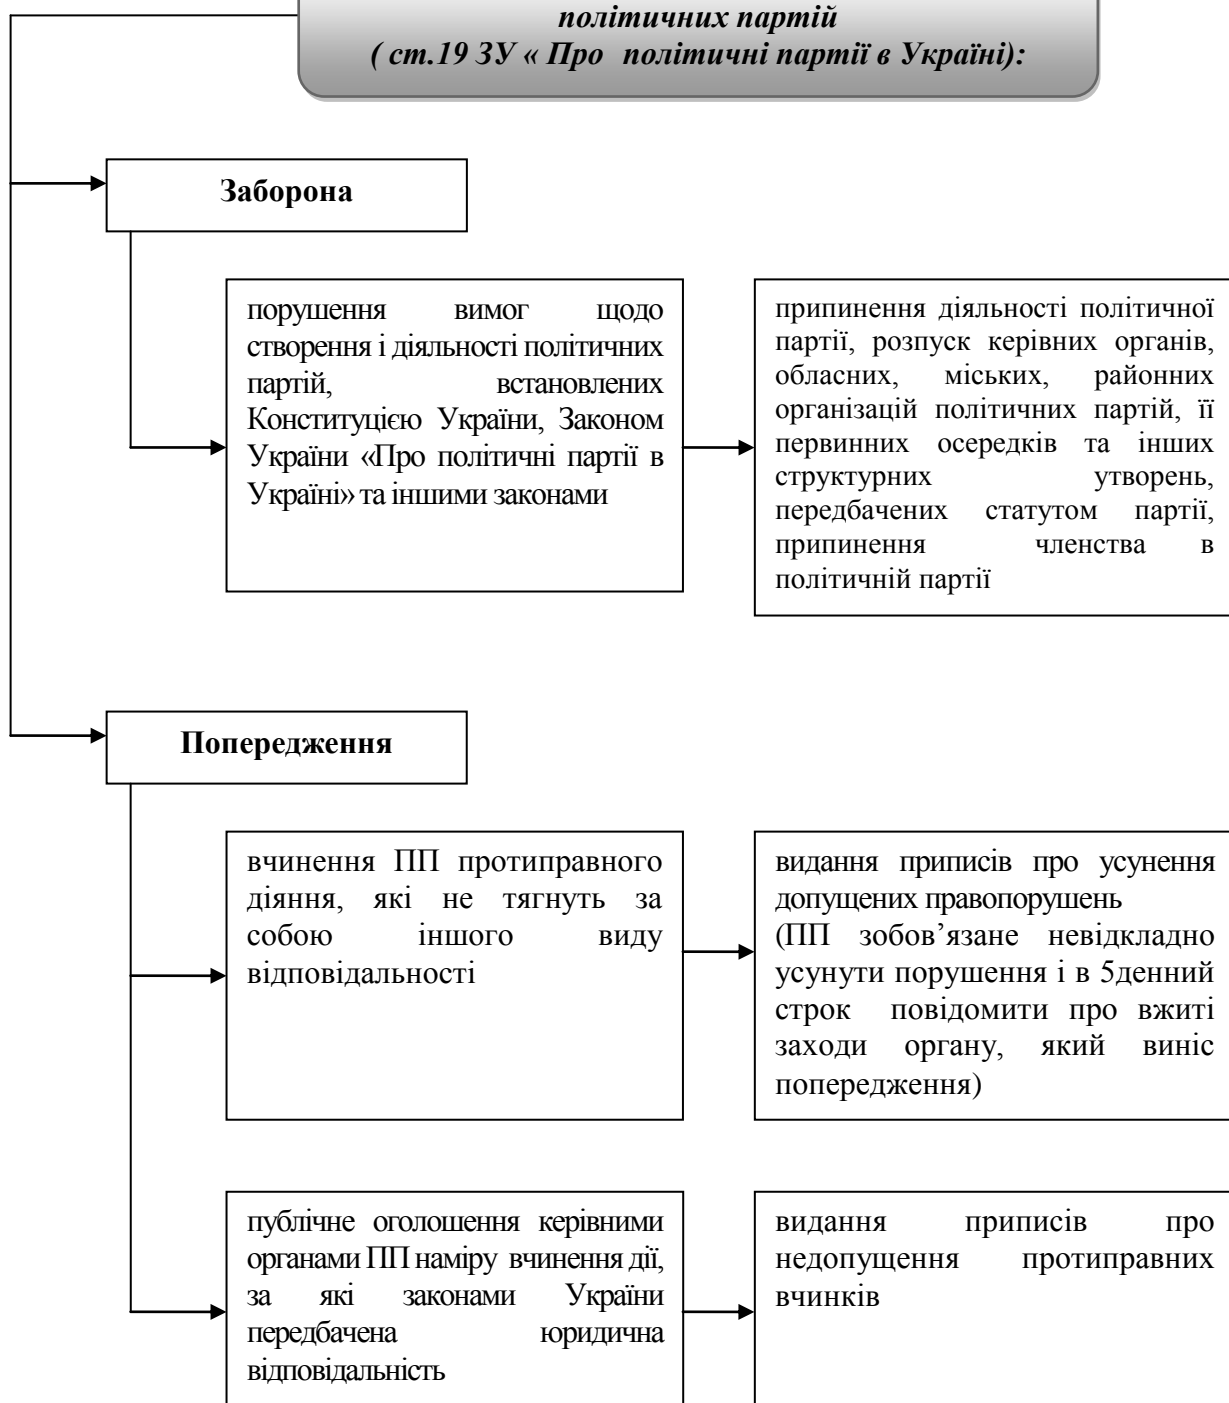 політичних партій
( ст.19 ЗУ « Про політичні партії в Україні):
Заборона
порушення вимог щодо
створення і діяльності політичних
партій, встановлених
Конституцією України, Законом
України «Про політичні партії в
Україні» та іншими законами
припинення діяльності політичної
партії, розпуск керівних органів,
обласних, міських, районних
організацій політичних партій, її
первинних осередків та інших
структурних утворень,
передбачених статутом партії,
припинення членства в
політичній партії
Попередження
вчинення ПП протиправного
діяння, які не тягнуть за
собою іншого виду
відповідальності
видання приписів про усунення
допущених правопорушень
(ПП зобов’язане невідкладно
усунути порушення і в 5денний
строк повідомити про вжиті
заходи органу, який виніс
попередження)
публічне оголошення керівними
органами ПП наміру вчинення дії,
за які законами України
передбачена юридична
відповідальність
видання приписів про
недопущення протиправних
вчинків